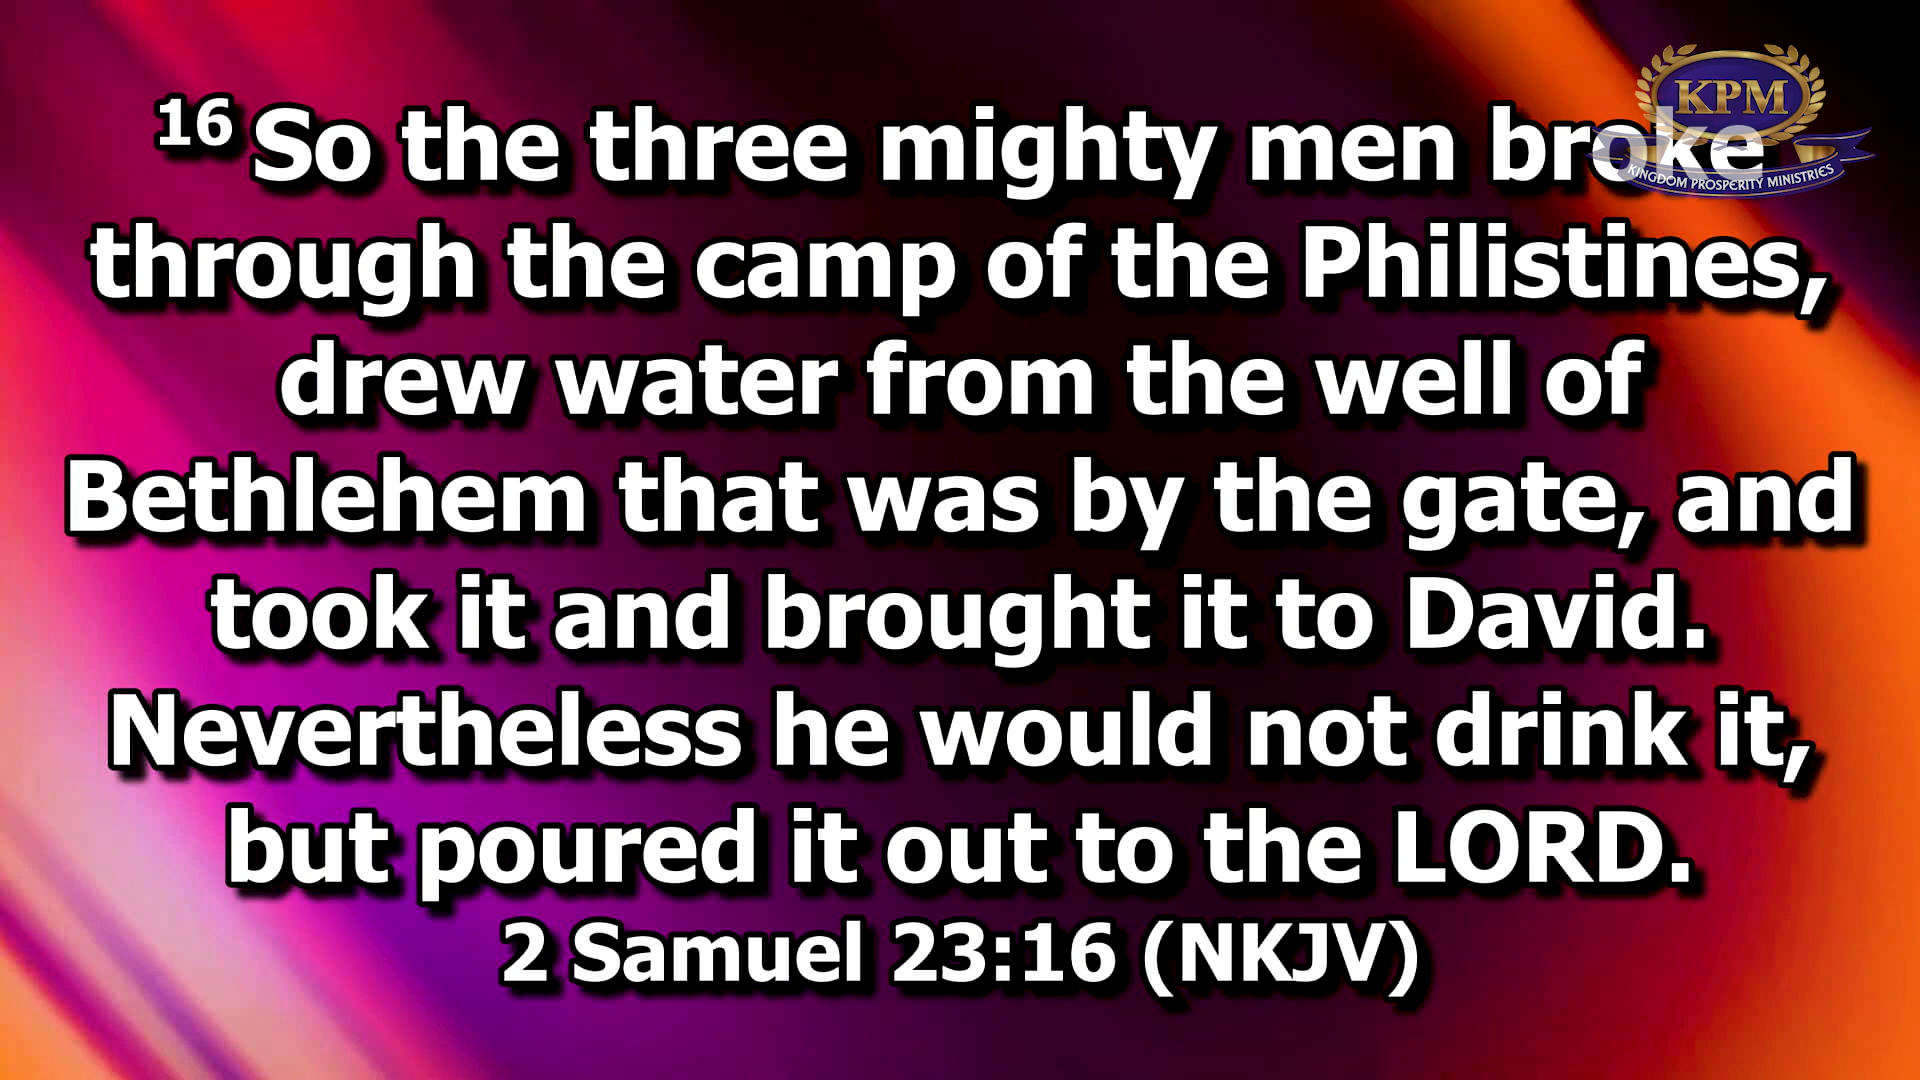 16 So the three mighty men broke
through the camp of the Philistines,
drew water from the well of
Bethlehem that was by the gate, and
took it and brought it to David.
Nevertheless he would not drink it,
but poured it out to the LORD.
2 Samuel 23:16 (NKJV)
KPM
KINGDOM PROSPERITY MINISTRIES